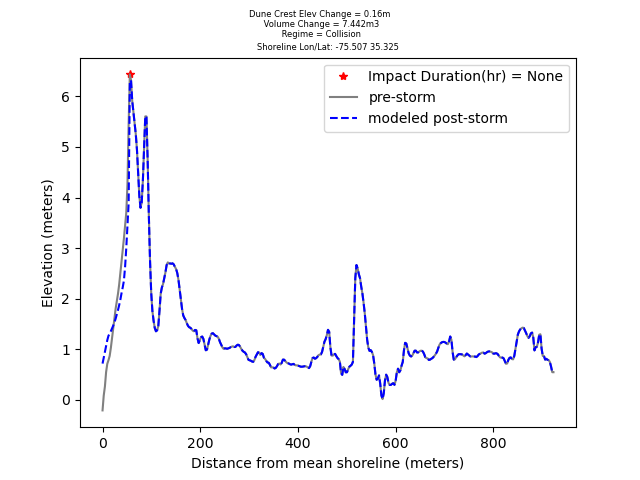 Dune Crest Elev Change = 0.16m
Volume Change = 7.442m3
Regime = Collision
Shoreline Lon/Lat: -75.507 35.325
Impact Duration(hr) = None
pre-storm
modeled post-storm
Elevation (meters)
6
5
4
3
2
1
0
0 200 400 600 800
Distance from mean shoreline (meters)